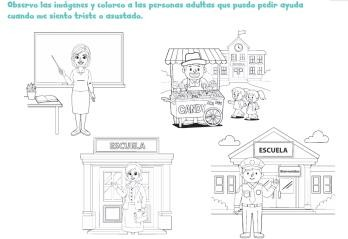 Observo las imágenes y coloreo a las personas adultas que puedo pedir ayuda
cuando me siento triste o asustado.
CANDY
ESCUELA
ESCUELA
Bienvenidos